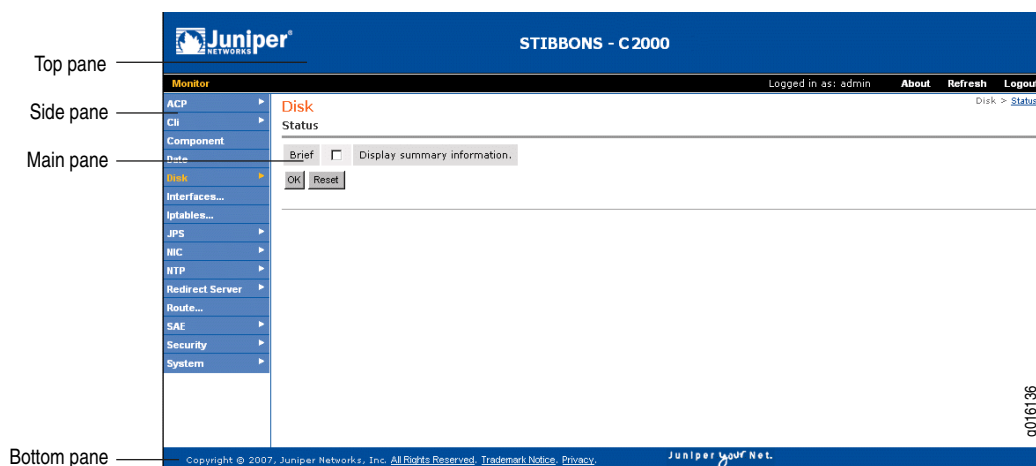 Juniper®
NETWORKS
STIBBONS - C2000
Top pane
Monitor
Logged in as: admin About Refresh Logout
Side pane
ACP
Cli
Component
Date
Disk
Interfaces...
Iptables...
JPS
NIC
NTP
Redirect Server
Route...
SAE
Security
System
Disk > Status
Disk
Status
Main pane
Brief Display summary information.
OK Reset
g016136
Bottom pane
Copyright © 2007, Juniper Networks, Inc. All Rights Reserved. Trademark Notice. Privacy.
Juniper your Net.